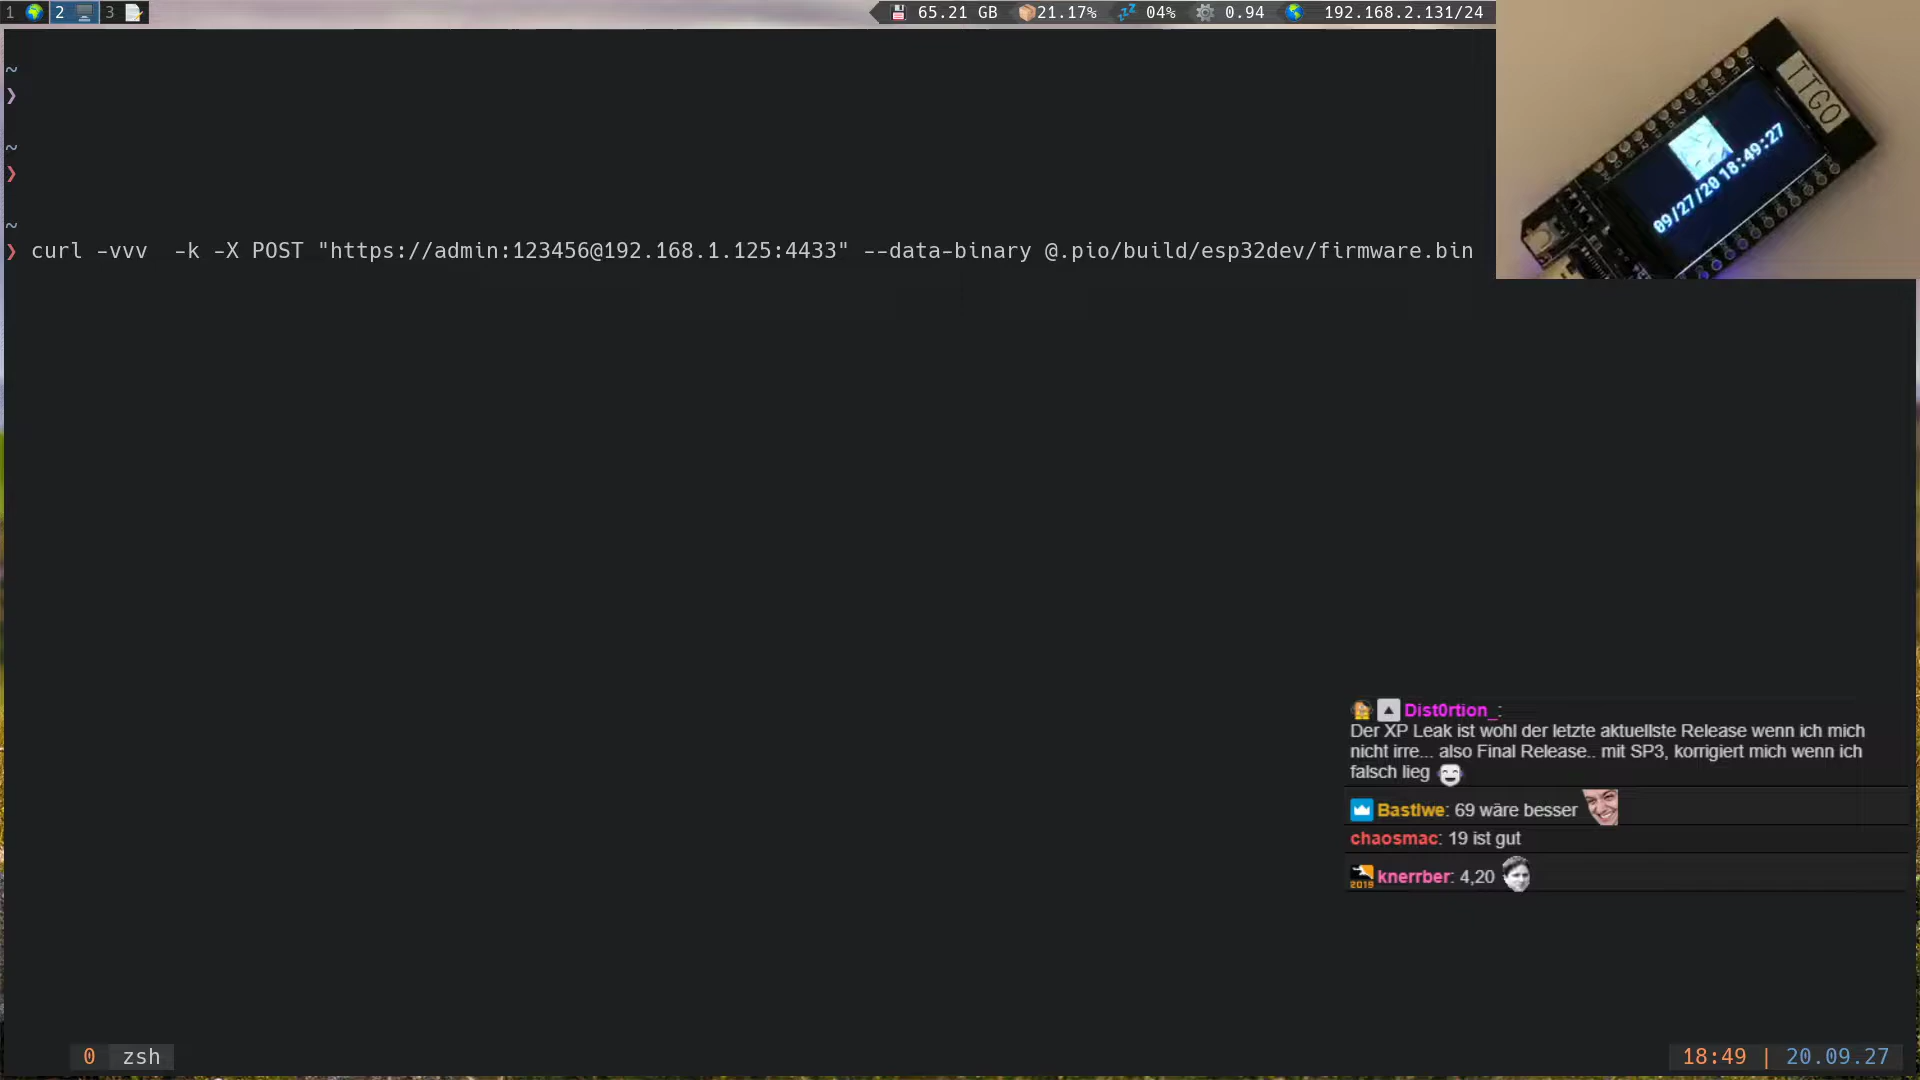 1 2 3 65.21 GB 21.17% 04% 0.94 192.168.2.131/24
~
❯
~
❯
~
❯ curl -vvv  -k -X POST "https://admin:123456@192.168.1.125:4433" --data-binary @.pio/build/esp32dev/firmware.bin
TTGO
09/27/20 18:49:27
Dist0rtion_:
Der XP Leak ist wohl der letzte aktuellste Release wenn ich mich
nicht irre... also Final Release.. mit SP3, korrigiert mich wenn ich
falsch lieg
Bastlwe: 69 wäre besser
chaosmac: 19 ist gut
2019 knerrber: 4,20
0 zsh
18:49 | 20.09.27